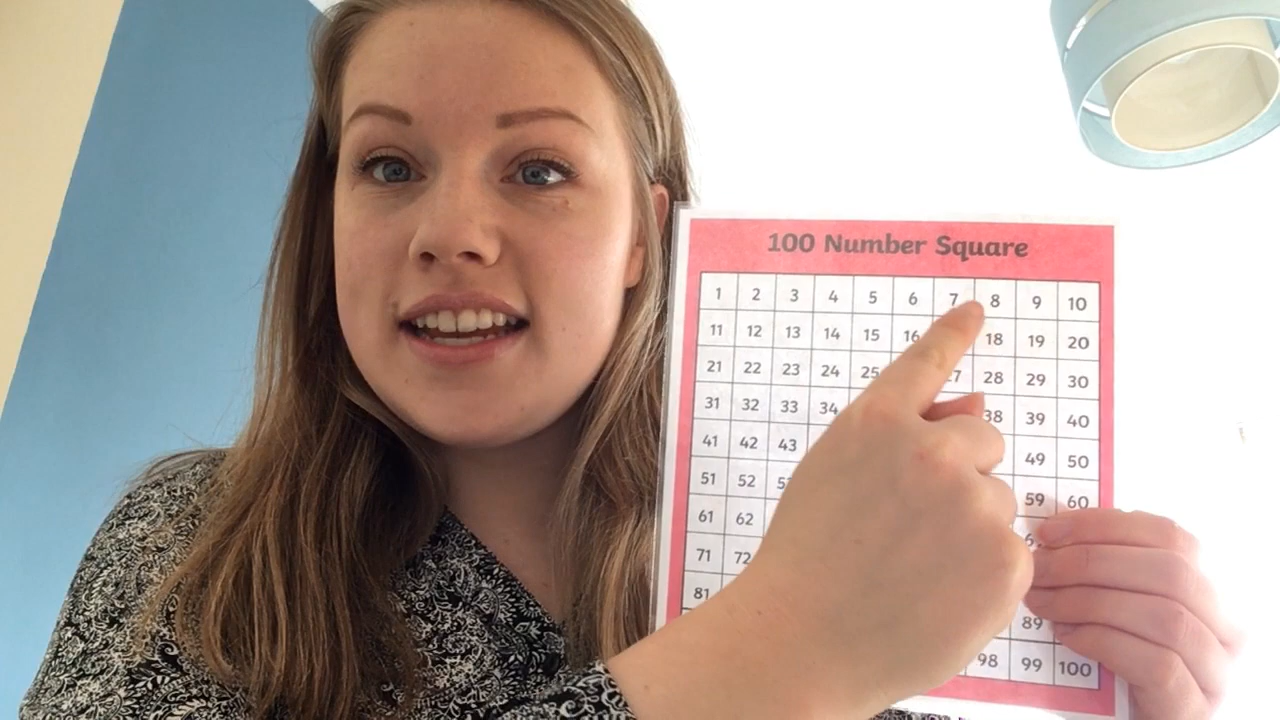 100 Number Square
1 2 3 4 5 6 7 8 9 10
11 12 13 14 15 16 18 19 20
21 22 23 24 25 27 28 29 30
31 32 33 34 38 39 40
41 42 43 49 50
51 52 59 60
61 62
71 72
81 89
98 99 100